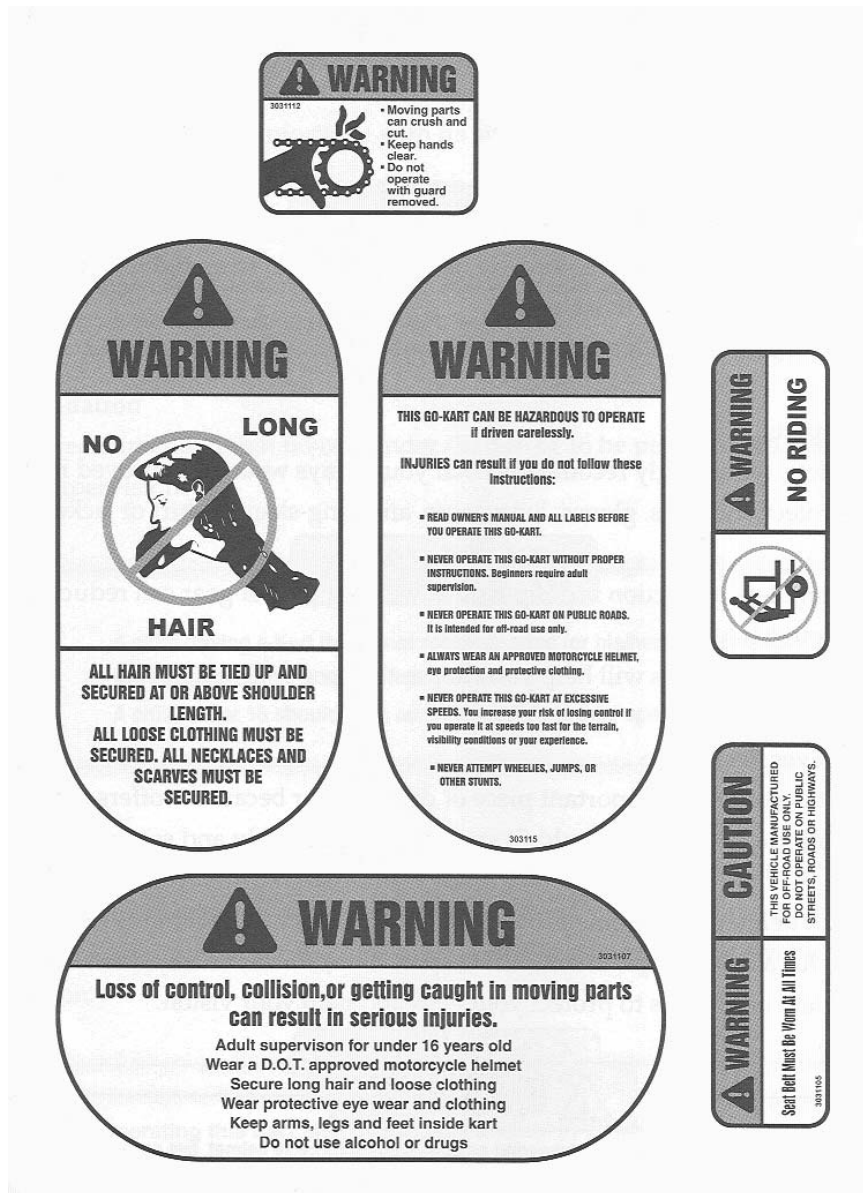 WARNING
3031112
▪ Moving parts
can crush and
cut.
▪ Keep hands
clear.
▪ Do not
operate
with guard
removed.
WARNING
NO LONG
HAIR
ALL HAIR MUST BE TIED UP AND
SECURED AT OR ABOVE SHOULDER
LENGTH.
ALL LOOSE CLOTHING MUST BE
SECURED. ALL NECKLACES AND
SCARVES MUST BE
SECURED.
WARNING
THIS GO-KART CAN BE HAZARDOUS TO OPERATE
if driven carelessly.
INJURIES can result if you do not follow these
instructions:
▪ READ OWNER'S MANUAL AND ALL LABELS BEFORE
YOU OPERATE THIS GO-KART.
▪ NEVER OPERATE THIS GO-KART WITHOUT PROPER
INSTRUCTIONS. Beginners require adult
supervision.
▪ NEVER OPERATE THIS GO-KART ON PUBLIC ROADS.
It is intended for off-road use only.
▪ ALWAYS WEAR AN APPROVED MOTORCYCLE HELMET,
eye protection and protective clothing.
▪ NEVER OPERATE THIS GO-KART AT EXCESSIVE
SPEEDS. You increase your risk of losing control if
you operate it at speeds too fast for the terrain,
visibility conditions or your experience.
▪ NEVER ATTEMPT WHEELIES, JUMPS, OR
OTHER STUNTS.
303115
WARNING
NO RIDING
WARNING
3031107
Loss of control, collision,or getting caught in moving parts
can result in serious injuries.
Adult supervison for under 16 years old
Wear a D.O.T. approved motorcycle helmet
Secure long hair and loose clothing
Wear protective eye wear and clothing
Keep arms, legs and feet inside kart
Do not use alcohol or drugs
CAUTION
THIS VEHICLE MANUFACTURED
FOR OFF-ROAD USE ONLY.
DO NOT OPERATE ON PUBLIC
STREETS, ROADS OR HIGHWAYS.
WARNING
Seat Belt Must Be Worn At All Times
3031105